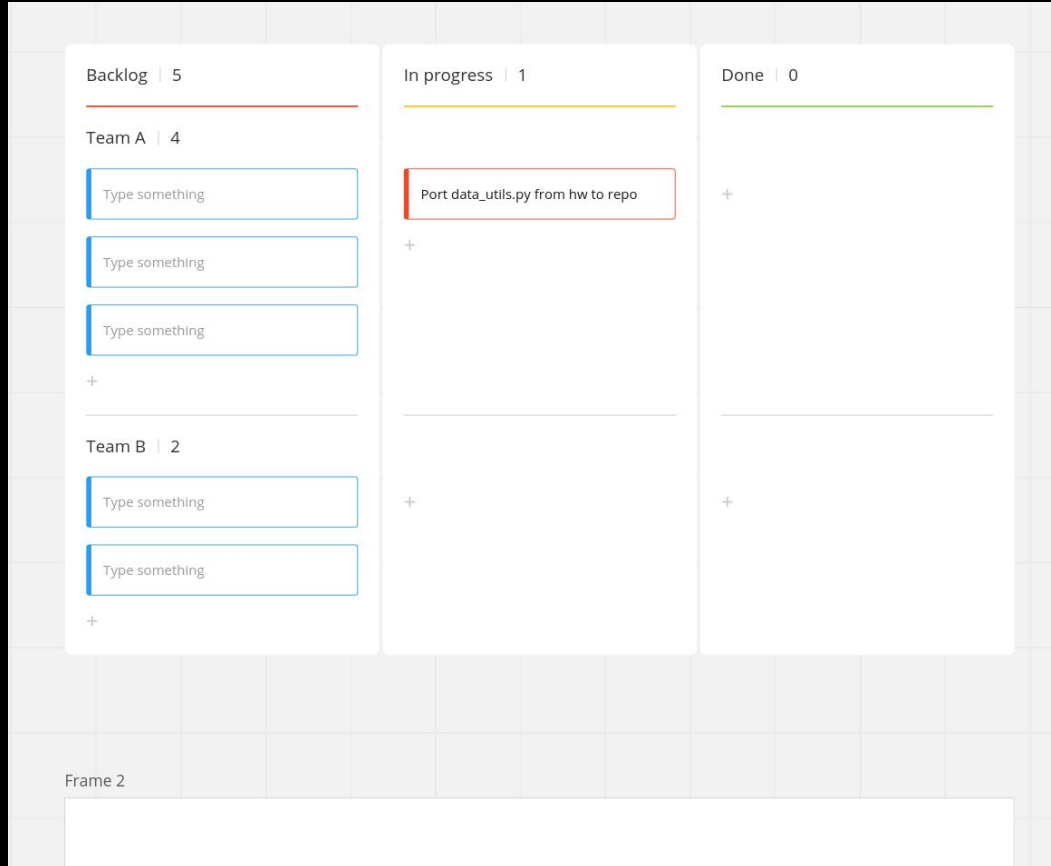 Backlog | 5
In progress | 1
Done | 0
Team A | 4
Type something
Port data_utils.py from hw to repo
+
Type something
+
Type something
+
Team B | 2
Type something
+
+
Type something
+
Frame 2